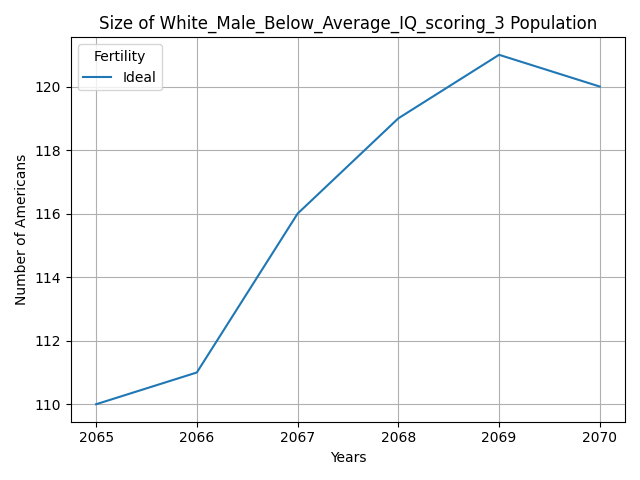 Size of White_Male_Below_Average_IQ_scoring_3 Population
Fertility
Ideal
Number of Americans
120
118
116
114
112
110
2065 2066 2067 2068 2069 2070
Years